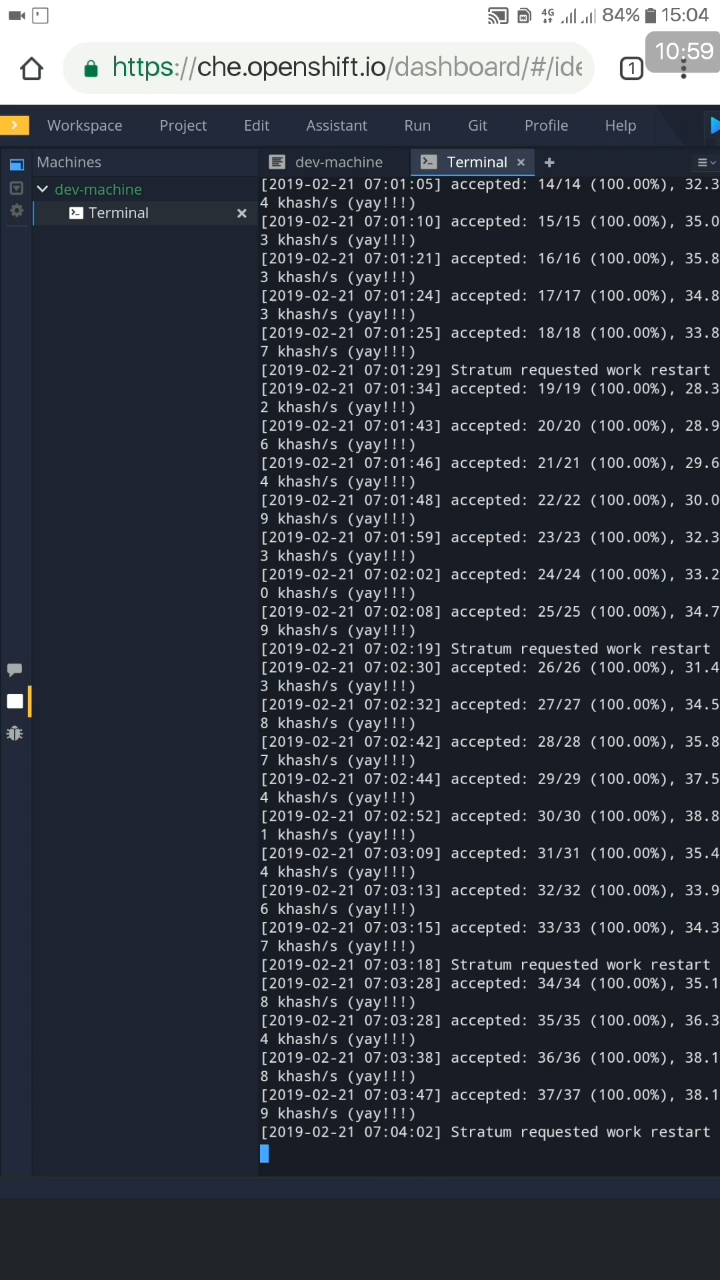 4G 84% 15:04
10:59
https://che.openshift.io/dashboard/#/ide
1
Workspace Project Edit Assistant Run Git Profile Help
Machines
dev-machine Terminal × +
dev-machine
Terminal ×
[2019-02-21 07:01:05] accepted: 14/14 (100.00%), 32.3
4 khash/s (yay!!!)
[2019-02-21 07:01:10] accepted: 15/15 (100.00%), 35.0
3 khash/s (yay!!!)
[2019-02-21 07:01:21] accepted: 16/16 (100.00%), 35.8
3 khash/s (yay!!!)
[2019-02-21 07:01:24] accepted: 17/17 (100.00%), 34.8
3 khash/s (yay!!!)
[2019-02-21 07:01:25] accepted: 18/18 (100.00%), 33.8
7 khash/s (yay!!!)
[2019-02-21 07:01:29] Stratum requested work restart
[2019-02-21 07:01:34] accepted: 19/19 (100.00%), 28.3
2 khash/s (yay!!!)
[2019-02-21 07:01:43] accepted: 20/20 (100.00%), 28.9
6 khash/s (yay!!!)
[2019-02-21 07:01:46] accepted: 21/21 (100.00%), 29.6
4 khash/s (yay!!!)
[2019-02-21 07:01:48] accepted: 22/22 (100.00%), 30.0
9 khash/s (yay!!!)
[2019-02-21 07:01:59] accepted: 23/23 (100.00%), 32.3
3 khash/s (yay!!!)
[2019-02-21 07:02:02] accepted: 24/24 (100.00%), 33.2
0 khash/s (yay!!!)
[2019-02-21 07:02:08] accepted: 25/25 (100.00%), 34.7
9 khash/s (yay!!!)
[2019-02-21 07:02:19] Stratum requested work restart
[2019-02-21 07:02:30] accepted: 26/26 (100.00%), 31.4
3 khash/s (yay!!!)
[2019-02-21 07:02:32] accepted: 27/27 (100.00%), 34.5
8 khash/s (yay!!!)
[2019-02-21 07:02:42] accepted: 28/28 (100.00%), 35.8
7 khash/s (yay!!!)
[2019-02-21 07:02:44] accepted: 29/29 (100.00%), 37.5
4 khash/s (yay!!!)
[2019-02-21 07:02:52] accepted: 30/30 (100.00%), 38.8
1 khash/s (yay!!!)
[2019-02-21 07:03:09] accepted: 31/31 (100.00%), 35.4
4 khash/s (yay!!!)
[2019-02-21 07:03:13] accepted: 32/32 (100.00%), 33.9
6 khash/s (yay!!!)
[2019-02-21 07:03:15] accepted: 33/33 (100.00%), 34.3
7 khash/s (yay!!!)
[2019-02-21 07:03:18] Stratum requested work restart
[2019-02-21 07:03:28] accepted: 34/34 (100.00%), 35.1
8 khash/s (yay!!!)
[2019-02-21 07:03:28] accepted: 35/35 (100.00%), 36.3
4 khash/s (yay!!!)
[2019-02-21 07:03:38] accepted: 36/36 (100.00%), 38.1
8 khash/s (yay!!!)
[2019-02-21 07:03:47] accepted: 37/37 (100.00%), 38.1
9 khash/s (yay!!!)
[2019-02-21 07:04:02] Stratum requested work restart